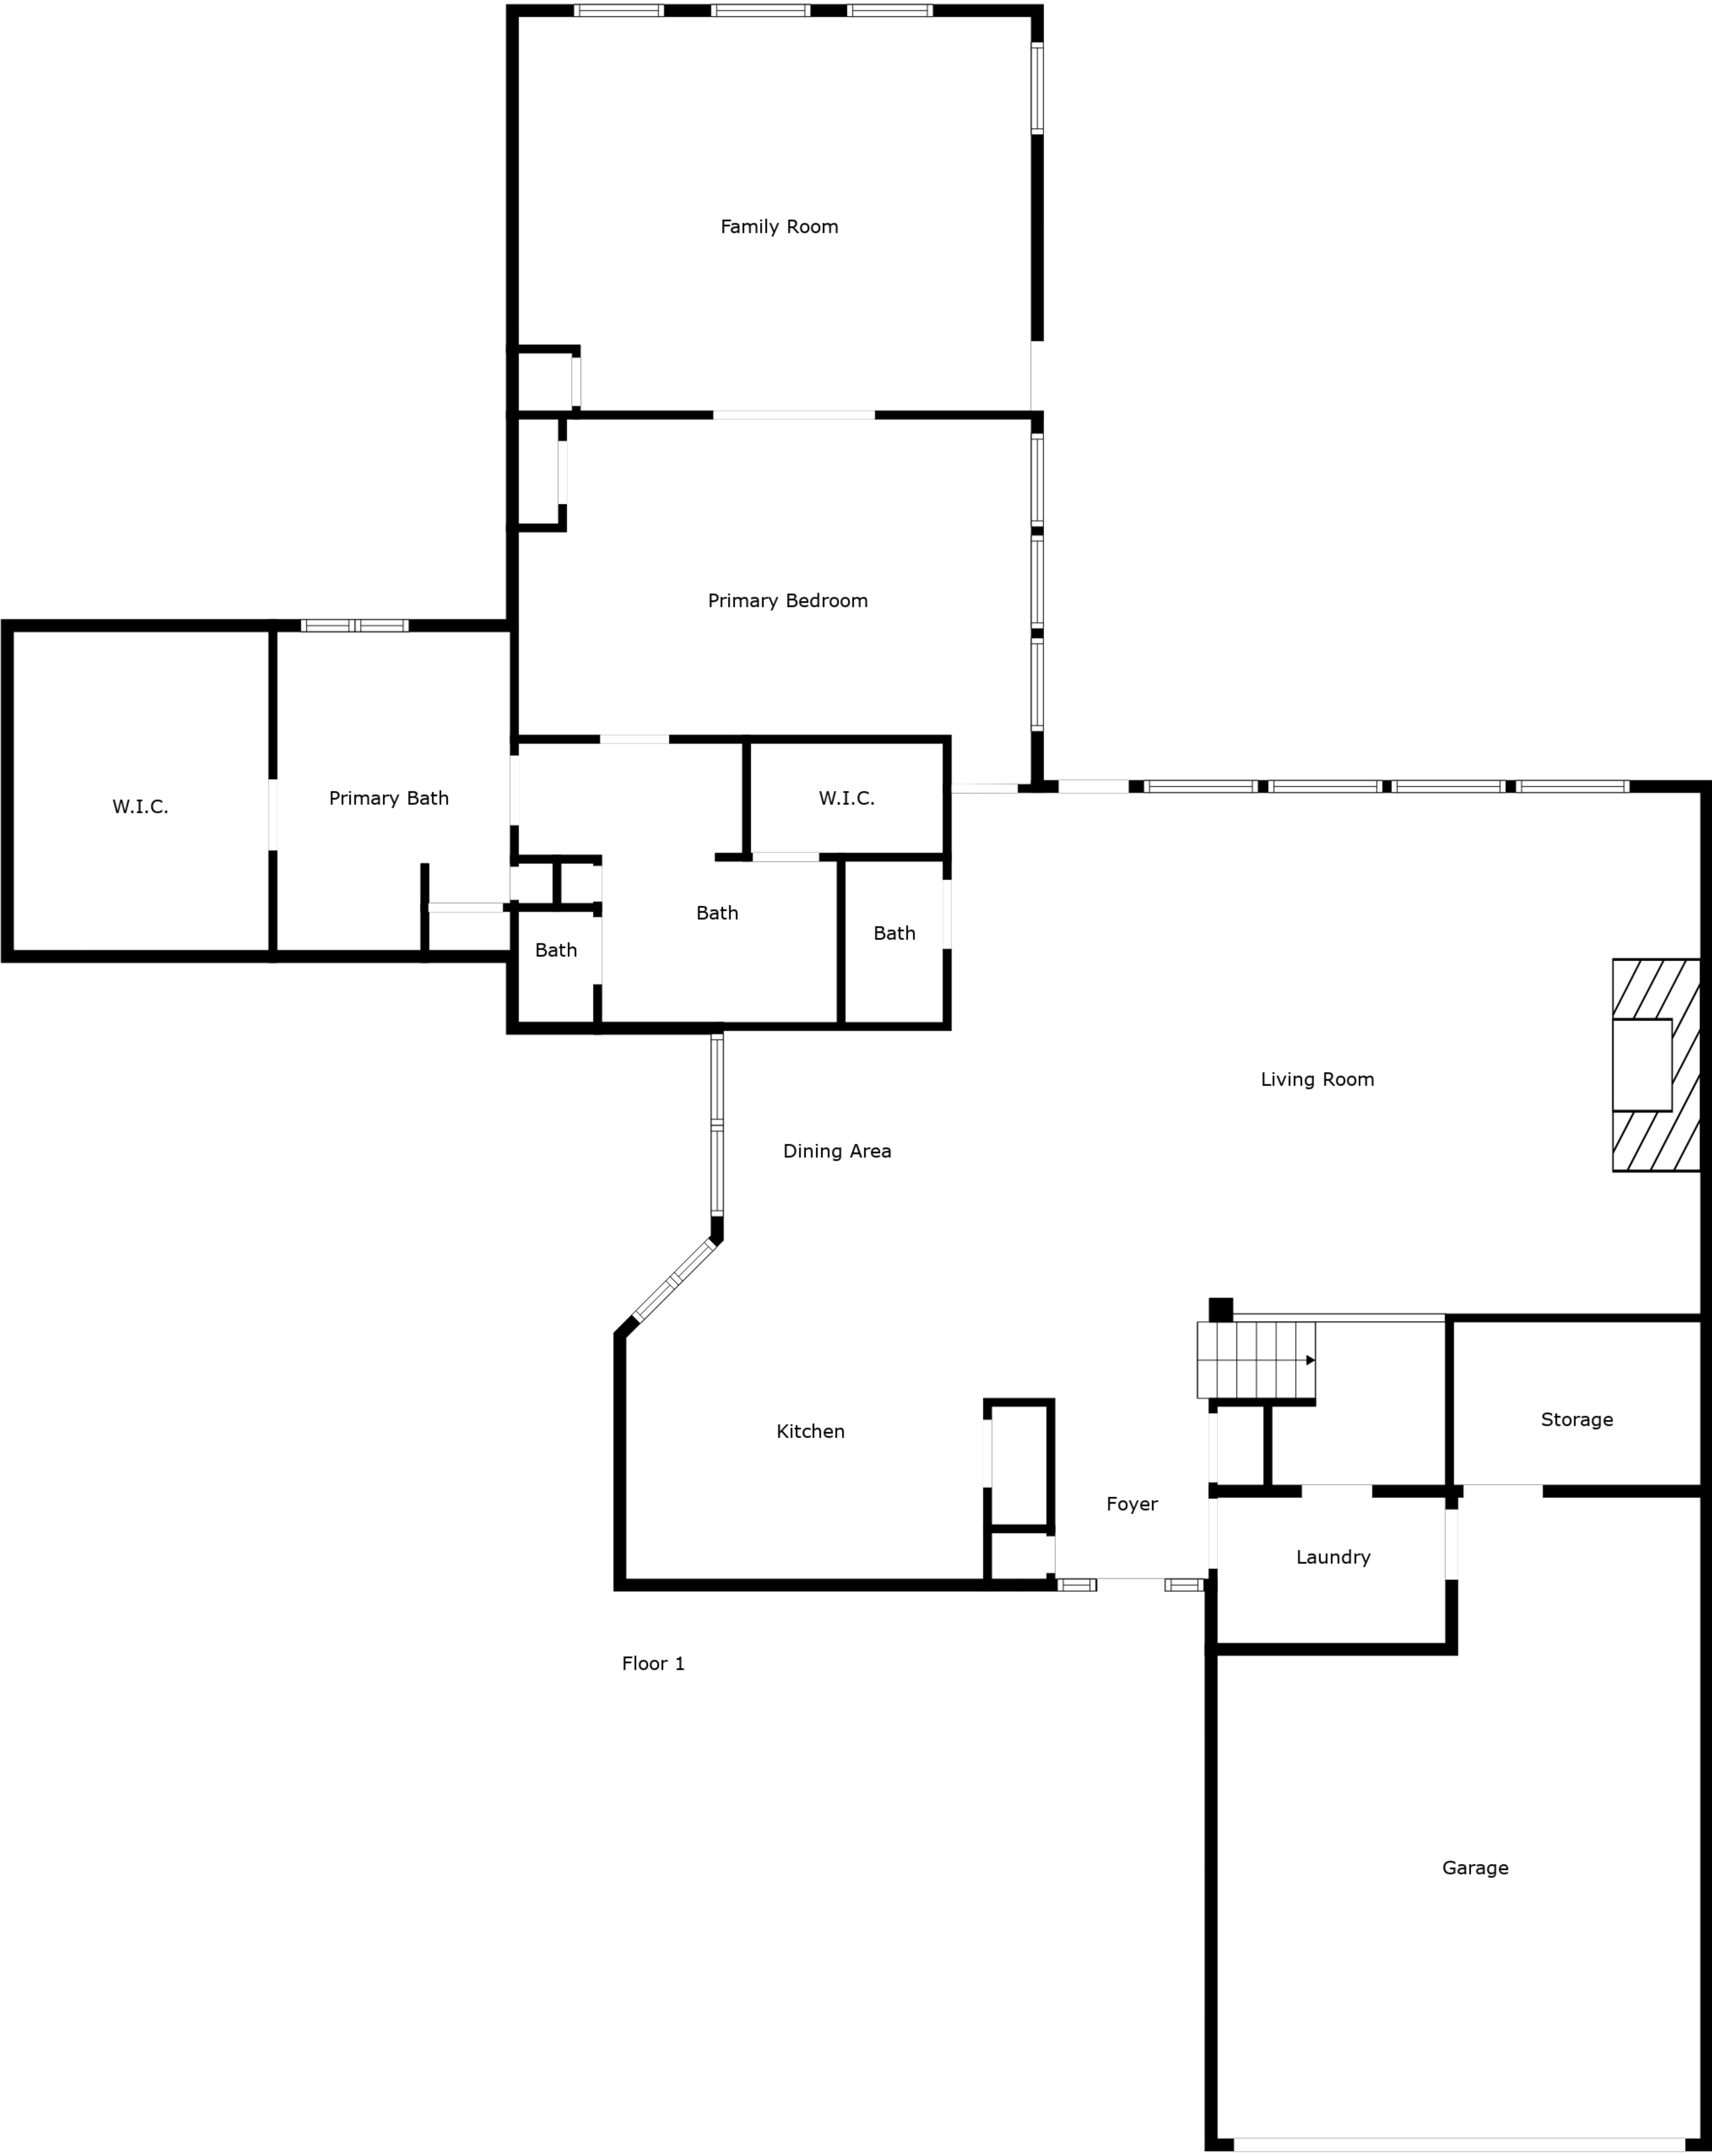 Family Room
Primary Bedroom
W.I.C.
Primary Bath
W.I.C.
Bath
Bath
Bath
Living Room
Dining Area
Kitchen
Storage
Foyer
Laundry
Floor 1
Garage